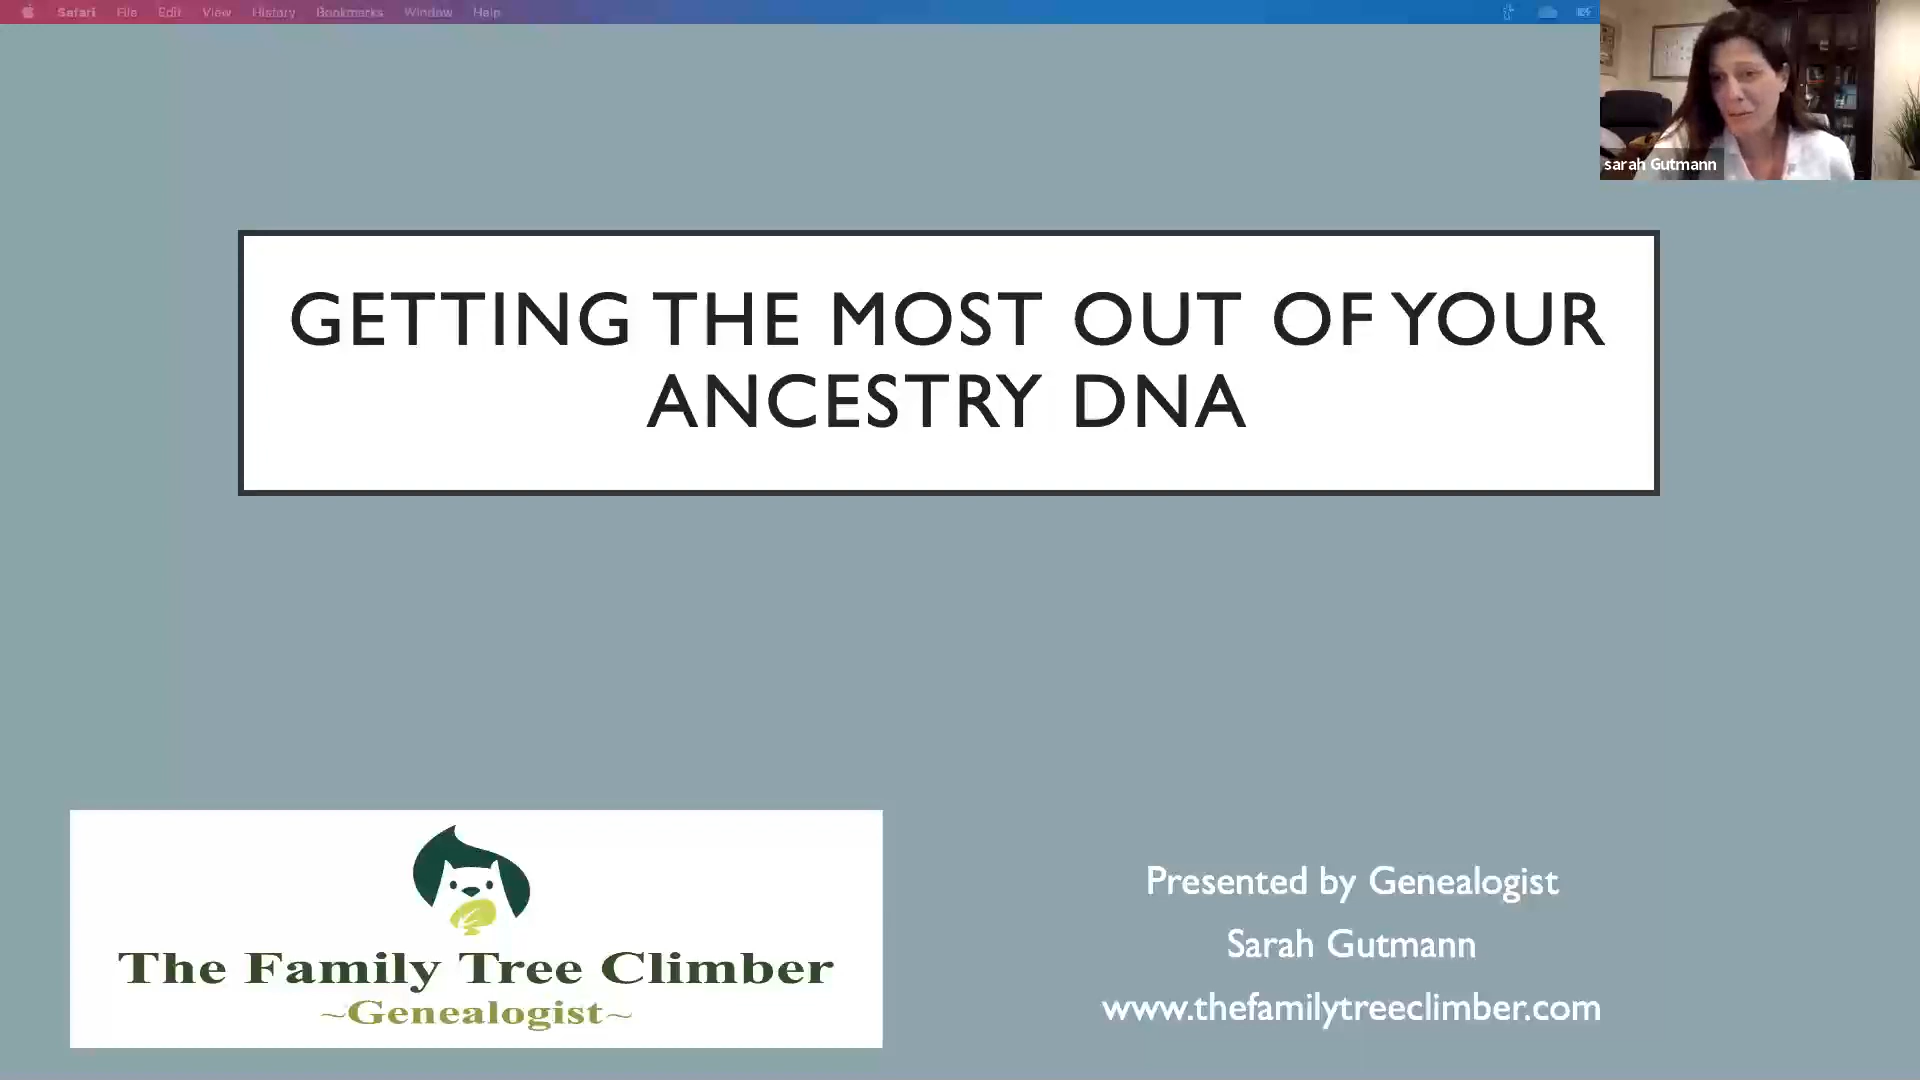 Safari File Edit View History Bookmarks Window Help
sarah Gutmann
GETTING THE MOST OUT OF YOUR
ANCESTRY DNA
The Family Tree Climber
~Genealogist~
Presented by Genealogist
Sarah Gutmann
www.thefamilytreeclimber.com